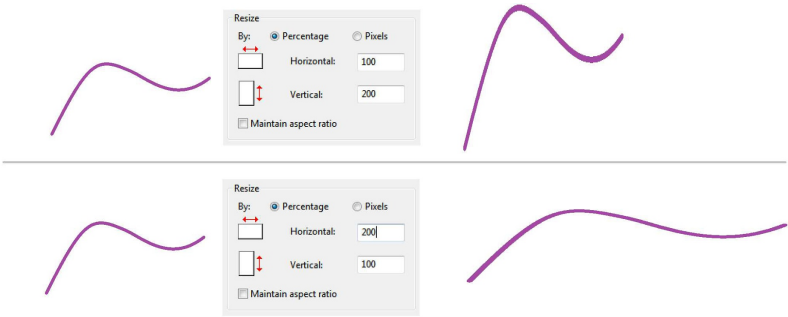 Resize
By: Percentage Pixels
Horizontal: 100
Vertical: 200
Maintain aspect ratio
Resize
By: Percentage Pixels
Horizontal: 200
Vertical: 100
Maintain aspect ratio